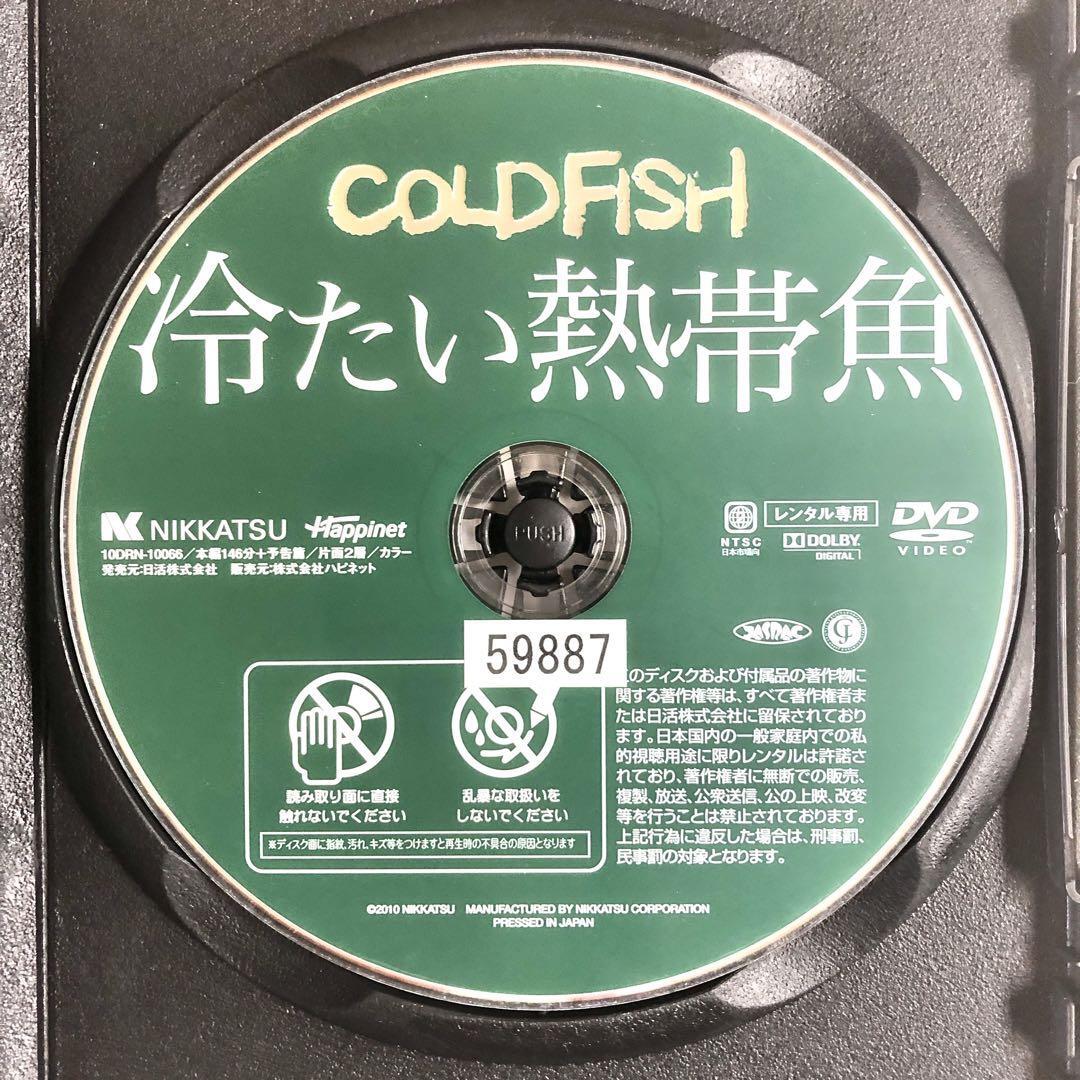 COLD FISH
冷たい熱帯魚
NIKKATSU Happinet
10DRN-10066／本編146分＋予告篇／片面2層／カラー
発売元:日活株式会社 販売元:株式会社ハピネット
PUSH
2
NTSC
日本市場向
レンタル専用
DOLBY
DIGITAL
DVD
VIDEO
JASRAC
59887
読み取り面に直接
触れないでください
乱暴な取扱いを
しないでください
※ディスク面に指紋、汚れ、キズ等をつけますと再生時の不具合の原因となります
のディスクおよび付属品の著作物に
関する著作権等は、すべて著作権者ま
たは日活株式会社に留保されており
ます。日本国内の一般家庭内での私
的視聴用途に限りレンタルは許諾さ
れており、著作権者に無断での販売、
複製、放送、公衆送信、公の上映、改変
等を行うことは禁止されております。
上記行為に違反した場合は、刑事罰、
民事罰の対象となります。
©2010 NIKKATSU MANUFACTURED BY NIKKATSU CORPORATION
PRESSED IN JAPAN